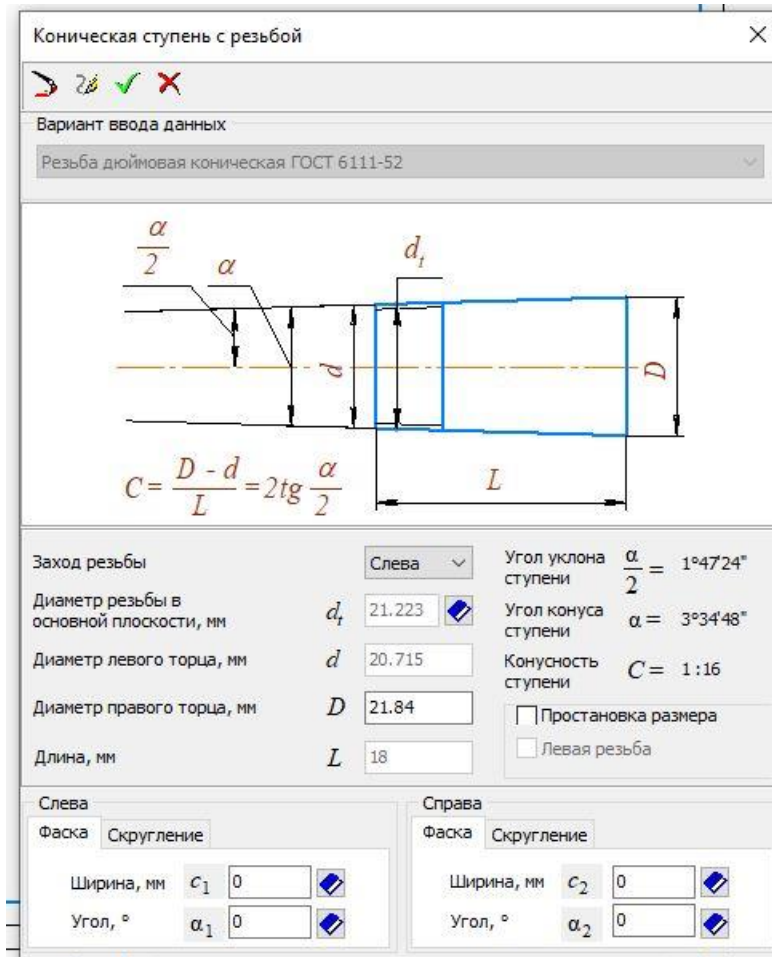 Коническая ступень с резьбой
Вариант ввода данных
Резьба дюймовая коническая ГОСТ 6111-52
α/2 α d_t
d D
C = (D - d)/L = 2tg α/2 L
Заход резьбы Слева Угол уклона ступени α/2 = 1°47'24"
Диаметр резьбы в основной плоскости, мм d_t 21.223 Угол конуса ступени α = 3°34'48"
Диаметр левого торца, мм d 20.715 Конусность ступени C = 1:16
Диаметр правого торца, мм D 21.84 Простановка размера
Длина, мм L 18 Левая резьба
Слева Справа
Фаска Скругление Фаска Скругление
Ширина, мм c₁ 0 Ширина, мм c₂ 0
Угол, ° α₁ 0 Угол, ° α₂ 0